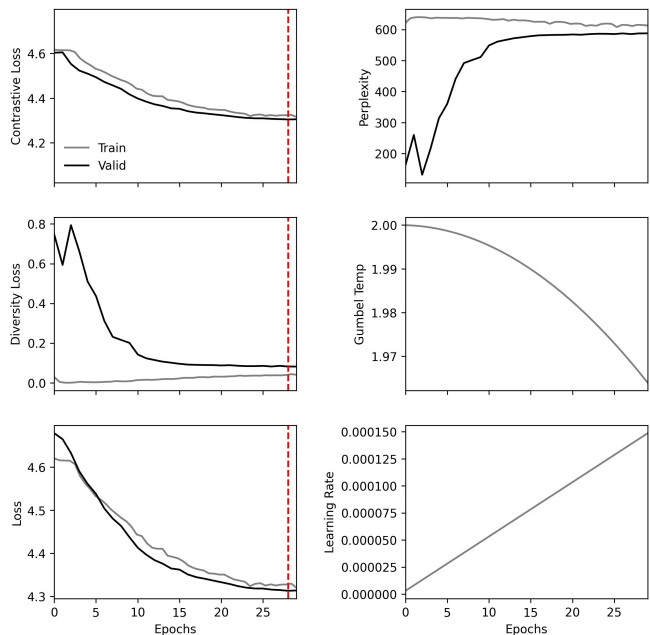 Contrastive Loss
4.6
4.4
4.2
Train
Valid
Perplexity
600
500
400
300
200
Diversity Loss
0.8
0.6
0.4
0.2
0.0
Gumbel Temp
2.00
1.99
1.98
1.97
Loss
4.6
4.5
4.4
4.3
0 5 10 15 20 25
Epochs
Learning Rate
0.000150
0.000125
0.000100
0.000075
0.000050
0.000025
0.000000
0 5 10 15 20 25
Epochs